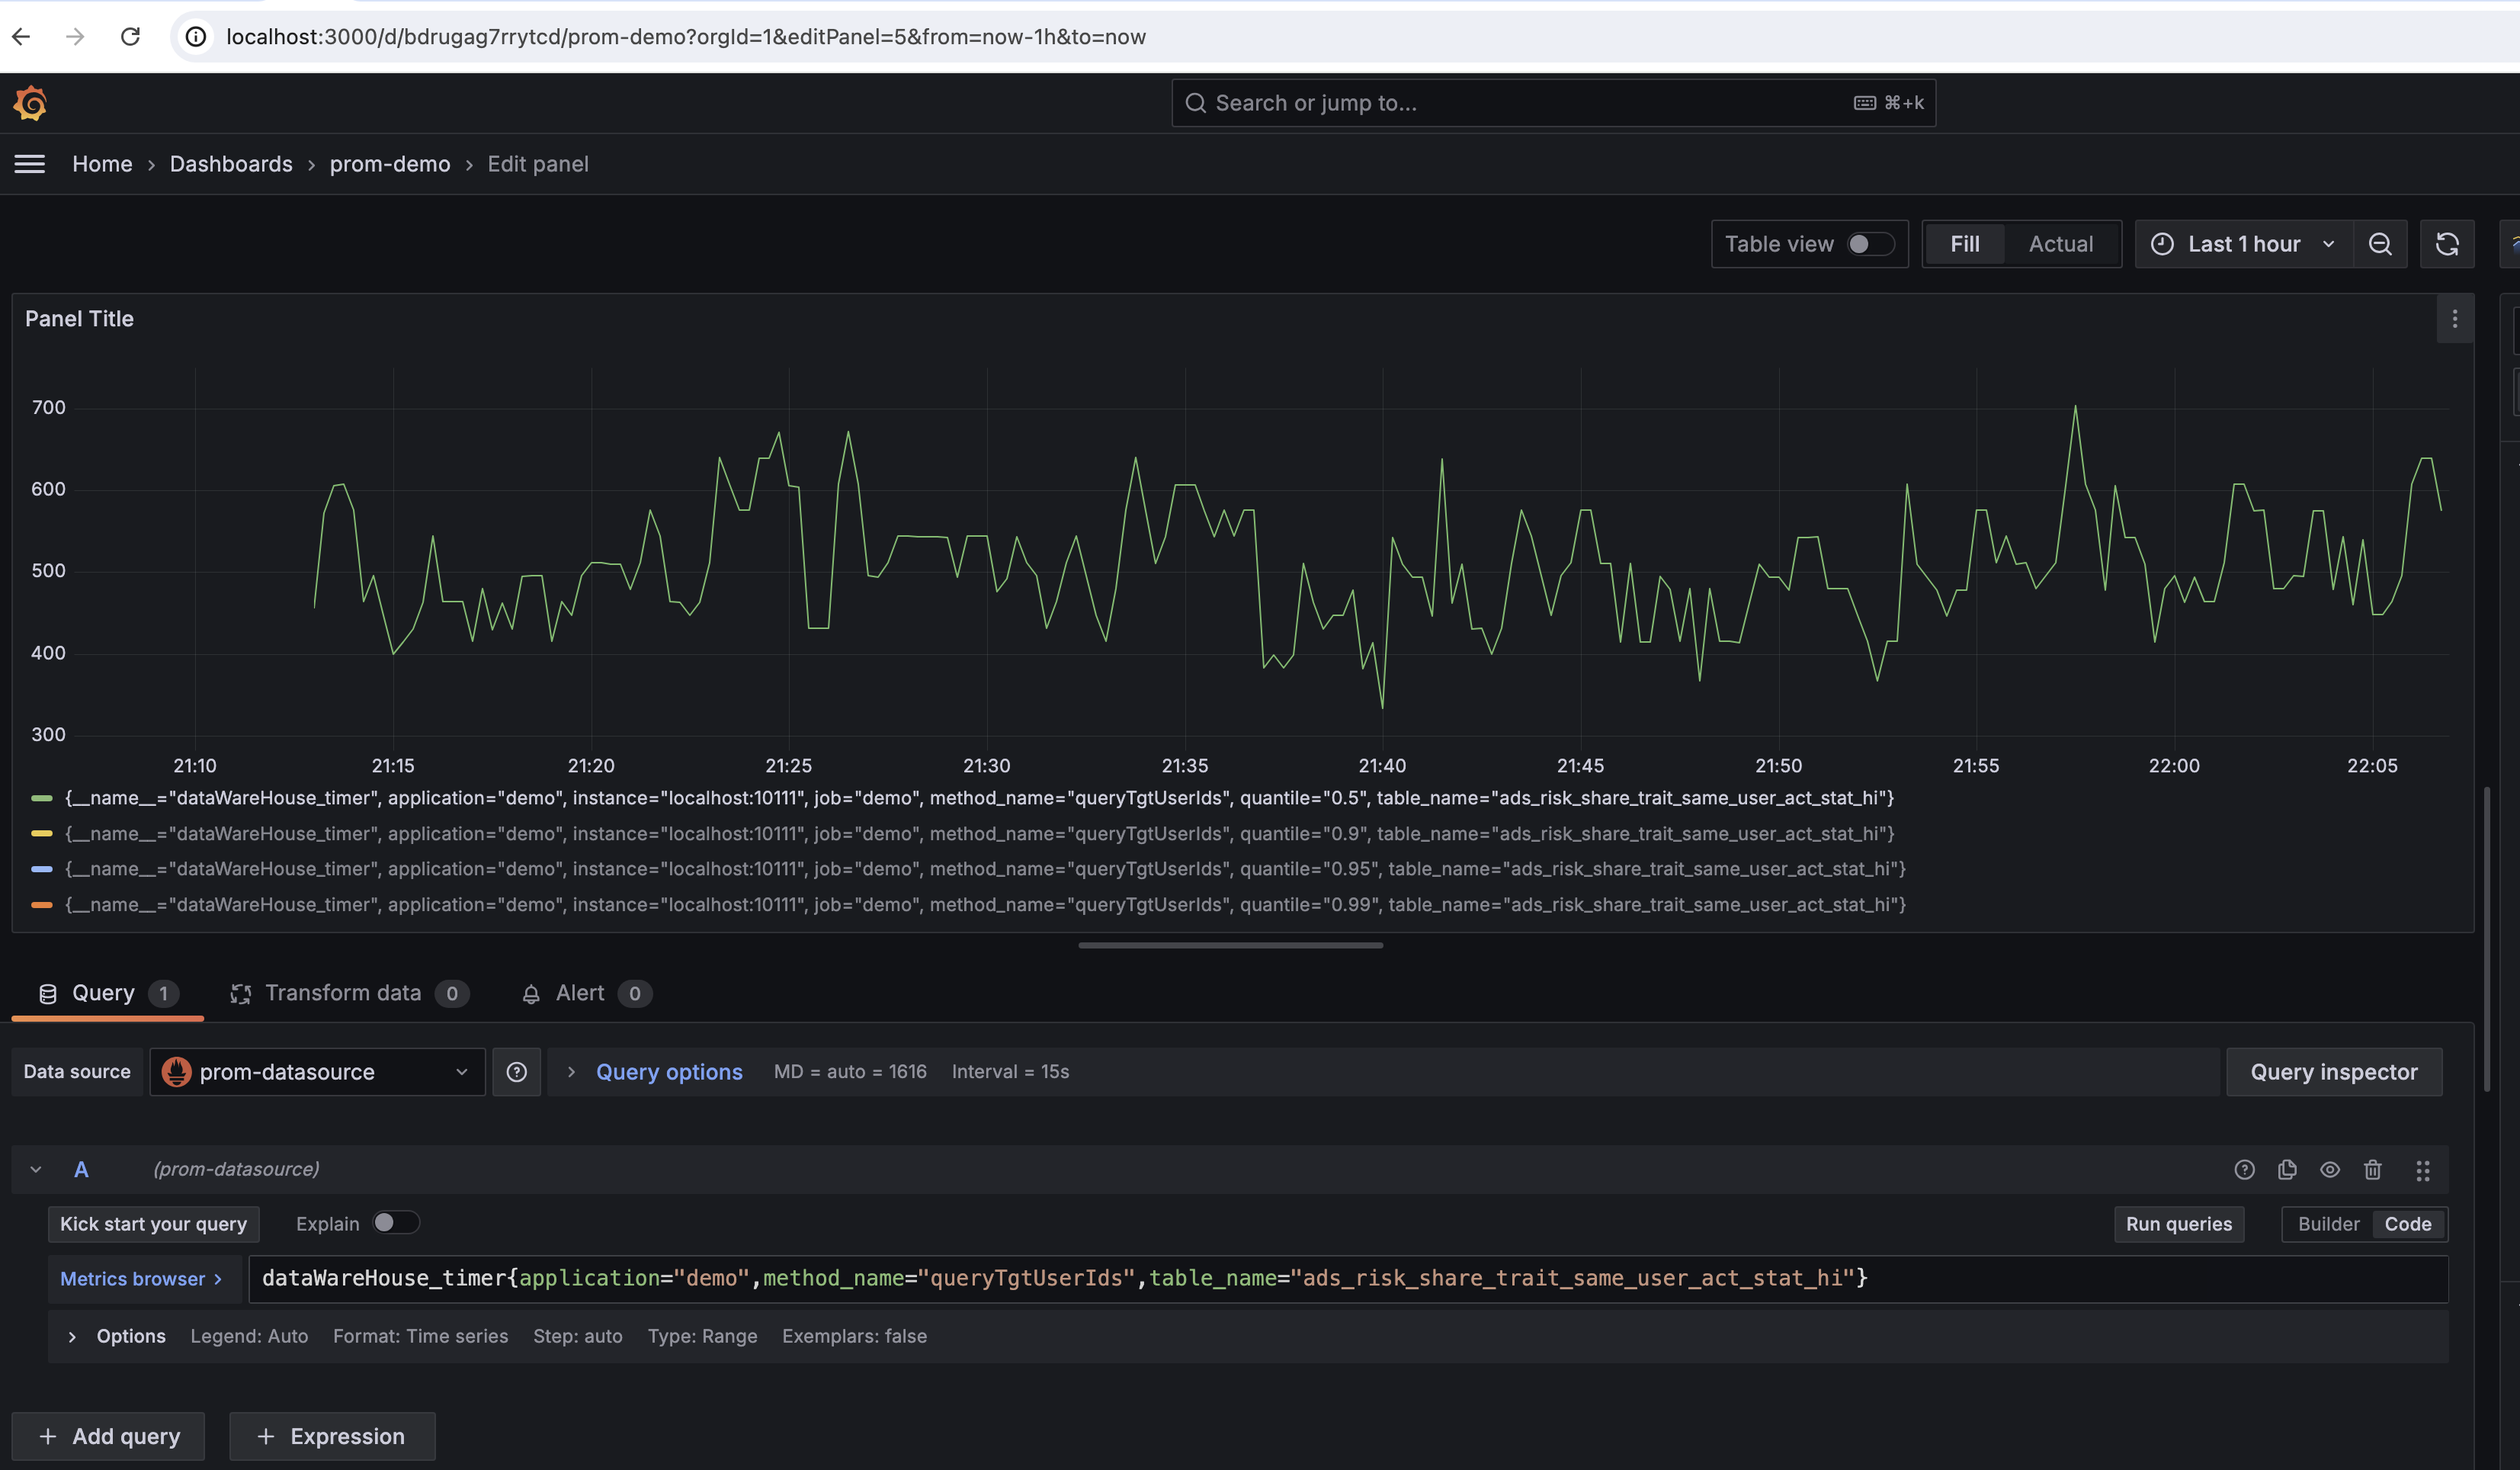 localhost:3000/d/bdrugag7rrytcd/prom-demo?orgId=1&editPanel=5&from=now-1h&to=now
Search or jump to... ⌘+k
Home › Dashboards › prom-demo › Edit panel
Table view Fill Actual Last 1 hour
Panel Title
700
600
500
400
300
21:10 21:15 21:20 21:25 21:30 21:35 21:40 21:45 21:50 21:55 22:00 22:05
{__name__="dataWareHouse_timer", application="demo", instance="localhost:10111", job="demo", method_name="queryTgtUserIds", quantile="0.5", table_name="ads_risk_share_trait_same_user_act_stat_hi"}
{__name__="dataWareHouse_timer", application="demo", instance="localhost:10111", job="demo", method_name="queryTgtUserIds", quantile="0.9", table_name="ads_risk_share_trait_same_user_act_stat_hi"}
{__name__="dataWareHouse_timer", application="demo", instance="localhost:10111", job="demo", method_name="queryTgtUserIds", quantile="0.95", table_name="ads_risk_share_trait_same_user_act_stat_hi"}
{__name__="dataWareHouse_timer", application="demo", instance="localhost:10111", job="demo", method_name="queryTgtUserIds", quantile="0.99", table_name="ads_risk_share_trait_same_user_act_stat_hi"}
Query 1 Transform data 0 Alert 0
Data source prom-datasource Query options MD = auto = 1616 Interval = 15s Query inspector
A (prom-datasource)
Kick start your query Explain Run queries Builder Code
Metrics browser > dataWareHouse_timer{application="demo",method_name="queryTgtUserIds",table_name="ads_risk_share_trait_same_user_act_stat_hi"}
Options Legend: Auto Format: Time series Step: auto Type: Range Exemplars: false
+ Add query + Expression